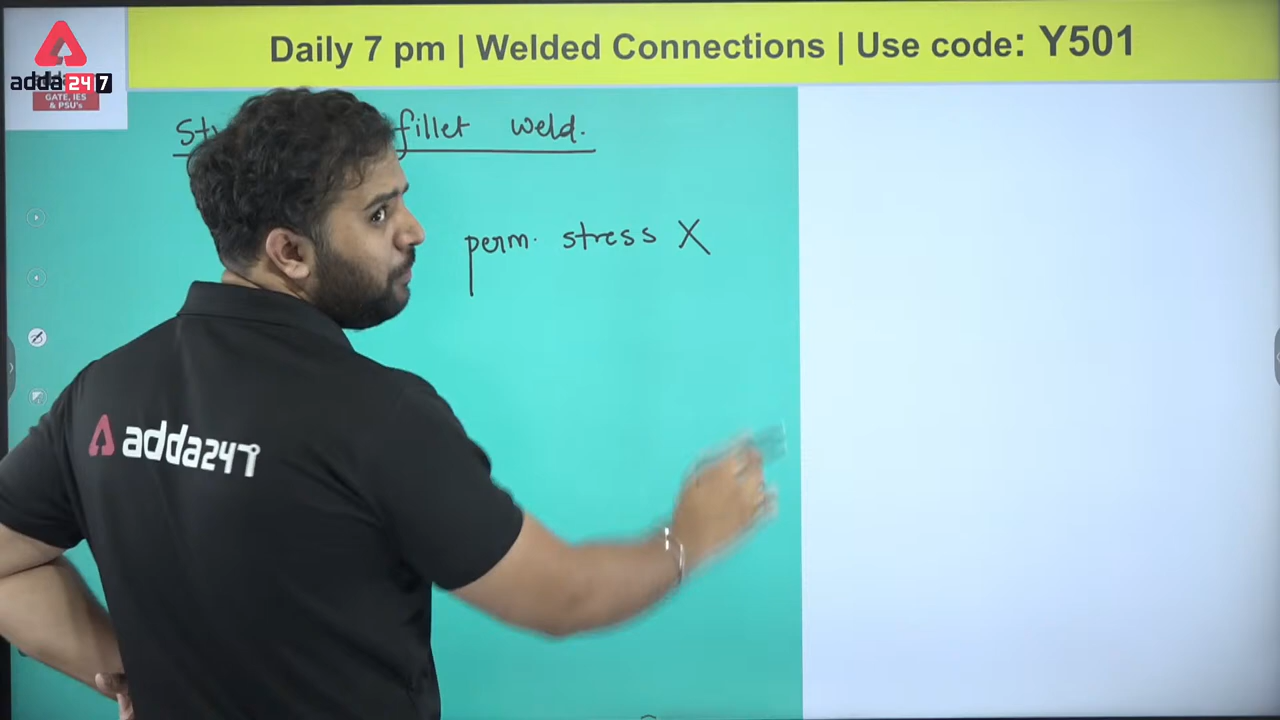 Daily 7 pm | Welded Connections | Use code: Y501
adda247
GATE, IES
& PSU's
fillet weld.
perm. stress X
adda247